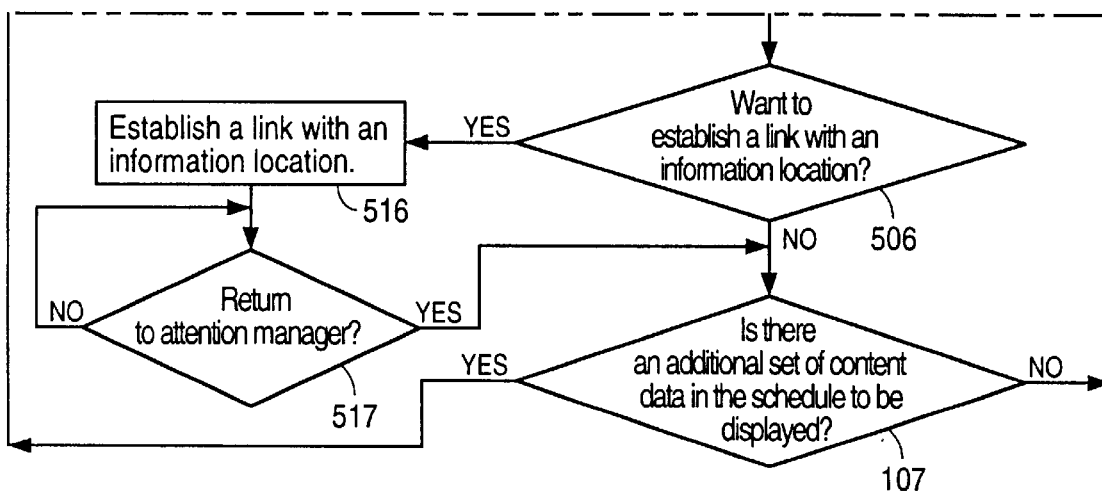 Want to
establish a link with an
information location?
YES
Establish a link with an
information location.
516
506
NO
Return
to attention manager?
NO
YES
517
Is there
an additional set of content
data in the schedule to be
displayed?
YES
NO
107